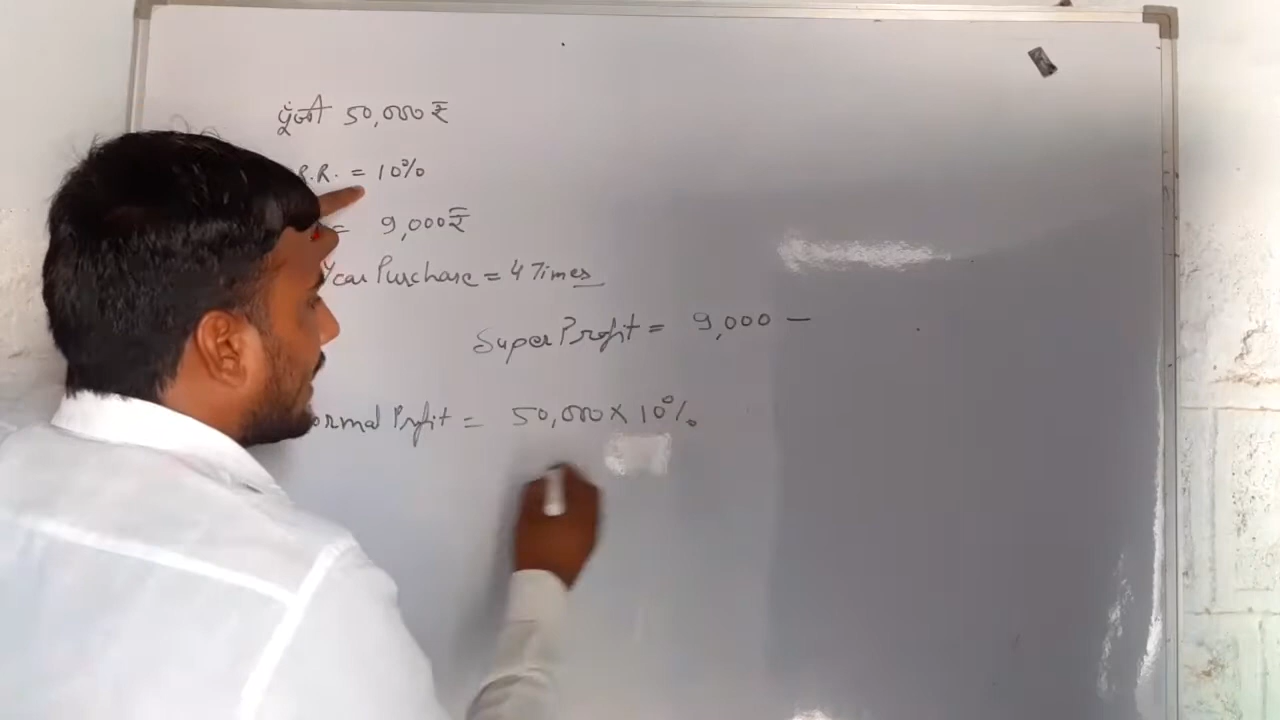 पूंजी 50,000 ₹
R.R. = 10%
= 9,000 ₹
Year Purchase = 4 Times
Super Profit = 9,000 —
ormal Profit = 50,000 × 10%